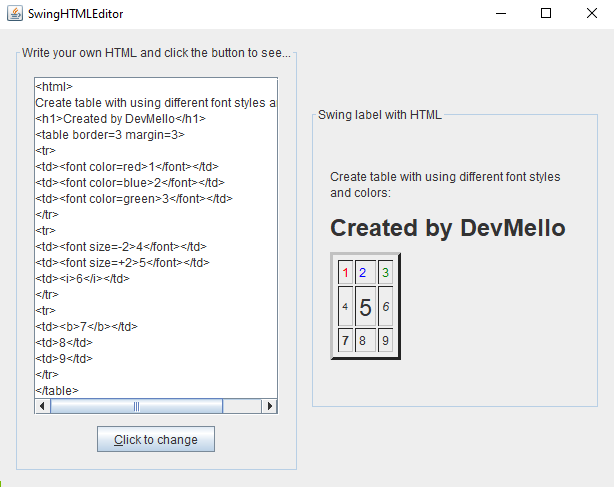 SwingHTMLEditor
Write your own HTML and click the button to see...
<html>
Create table with using different font styles a
<h1>Created by DevMello</h1>
<table border=3 margin=3>
<tr>
<td><font color=red>1</font></td>
<td><font color=blue>2</font></td>
<td><font color=green>3</font></td>
</tr>
<tr>
<td><font size=-2>4</font></td>
<td><font size=+2>5</font></td>
<td><i>6</i></td>
</tr>
<tr>
<td><b>7</b></td>
<td>8</td>
<td>9</td>
</tr>
</table>
Click to change
Swing label with HTML
Create table with using different font styles
and colors:
Created by DevMello
1 2 3
4 5 6
7 8 9